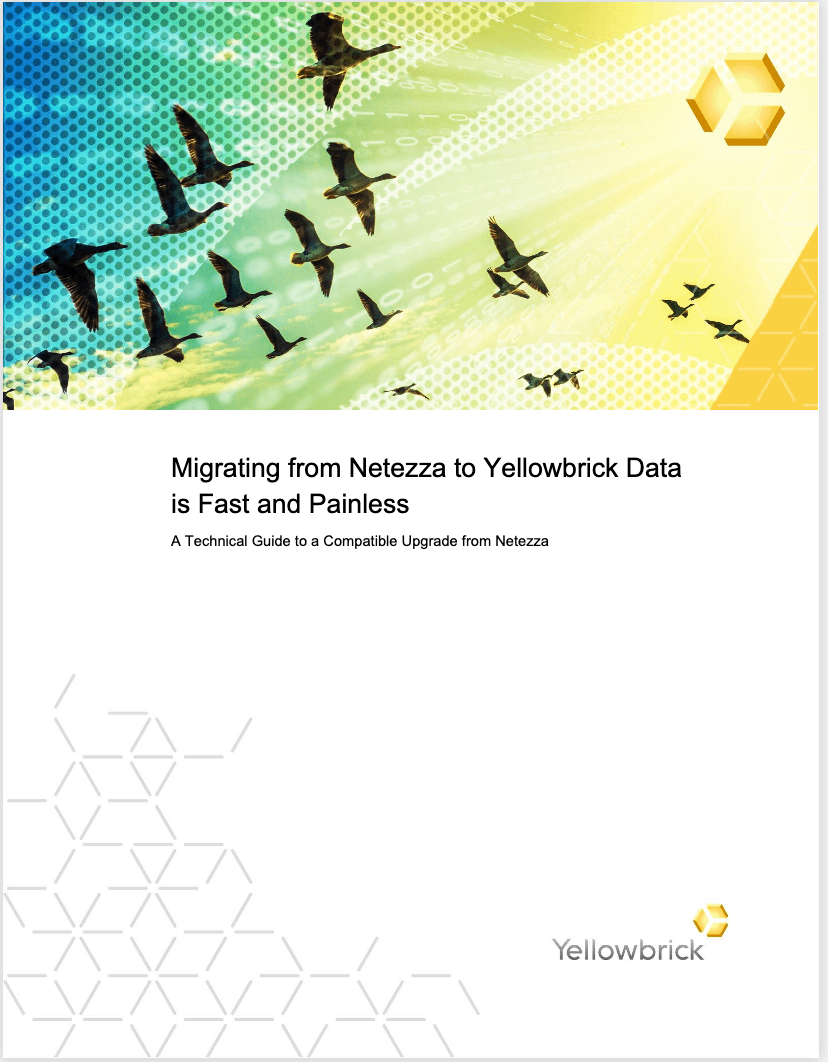 Migrating from Netezza to Yellowbrick Data
is Fast and Painless
A Technical Guide to a Compatible Upgrade from Netezza
Yellowbrick